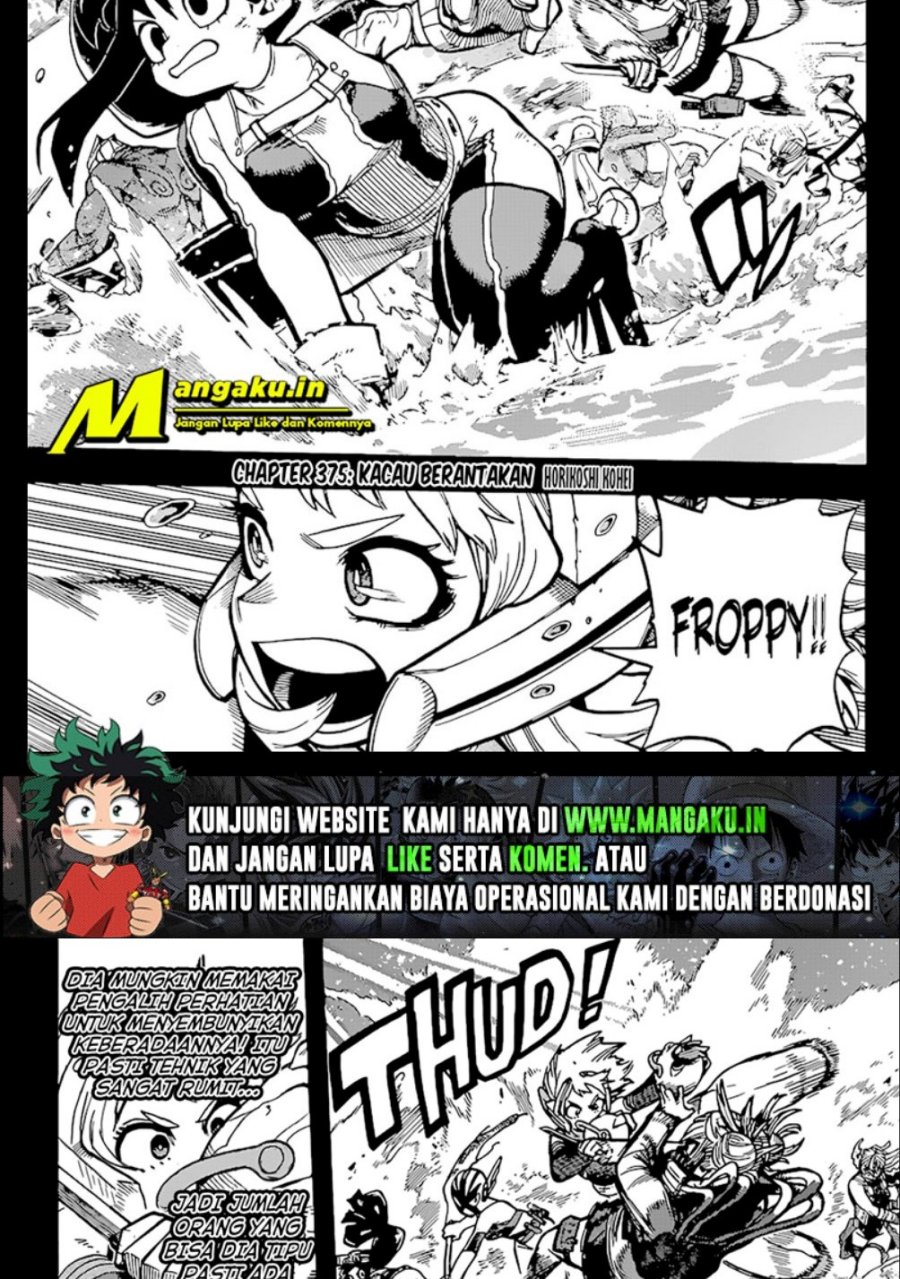 Mangaku.in
Jangan Lupa Like dan Komennya
CHAPTER 375: KACAU BERANTAKAN HORIKOSHI KOHEI
FROPPY!!
KUNJUNGI WEBSITE KAMI HANYA DI WWW.MANGAKU.IN
DAN JANGAN LUPA LIKE SERTA KOMEN. ATAU
BANTU MERINGANKAN BIAYA OPERASIONAL KAMI DENGAN BERDONASI
DIA MUNGKIN MEMAKAI
PENGALIH PERHATIAN
UNTUK MENYEMBUNYIKAN
KEBERADAANNYA! ITU
PASTI TEHNIK YANG
SANGAT RUMIT...
THUD!
JADI JUMLAH
ORANG YANG
BISA DIA TIPU
PASTI ADA